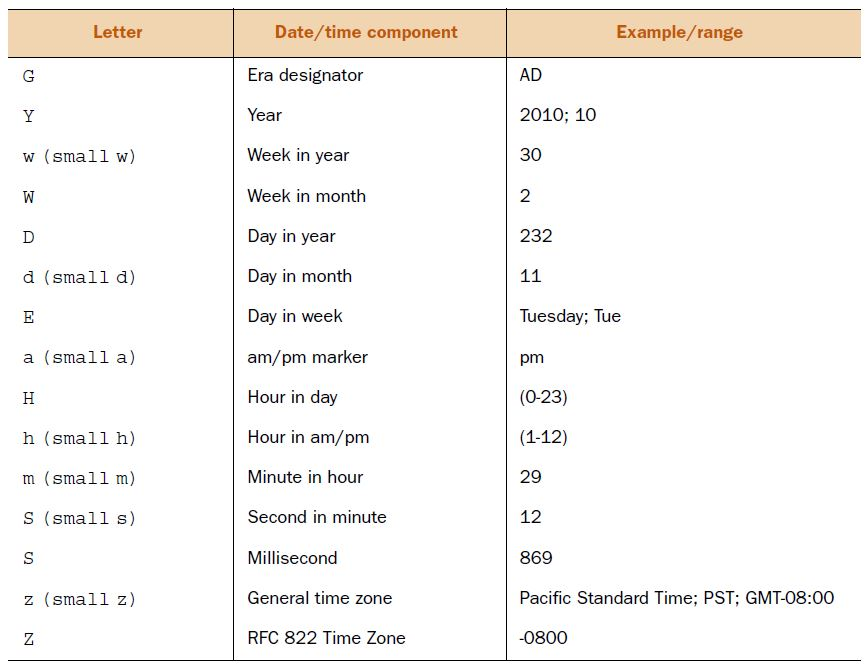 Letter Date/time component Example/range
G Era designator AD
Y Year 2010; 10
w (small w) Week in year 30
W Week in month 2
D Day in year 232
d (small d) Day in month 11
E Day in week Tuesday; Tue
a (small a) am/pm marker pm
H Hour in day (0-23)
h (small h) Hour in am/pm (1-12)
m (small m) Minute in hour 29
S (small s) Second in minute 12
S Millisecond 869
z (small z) General time zone Pacific Standard Time; PST; GMT-08:00
Z RFC 822 Time Zone -0800